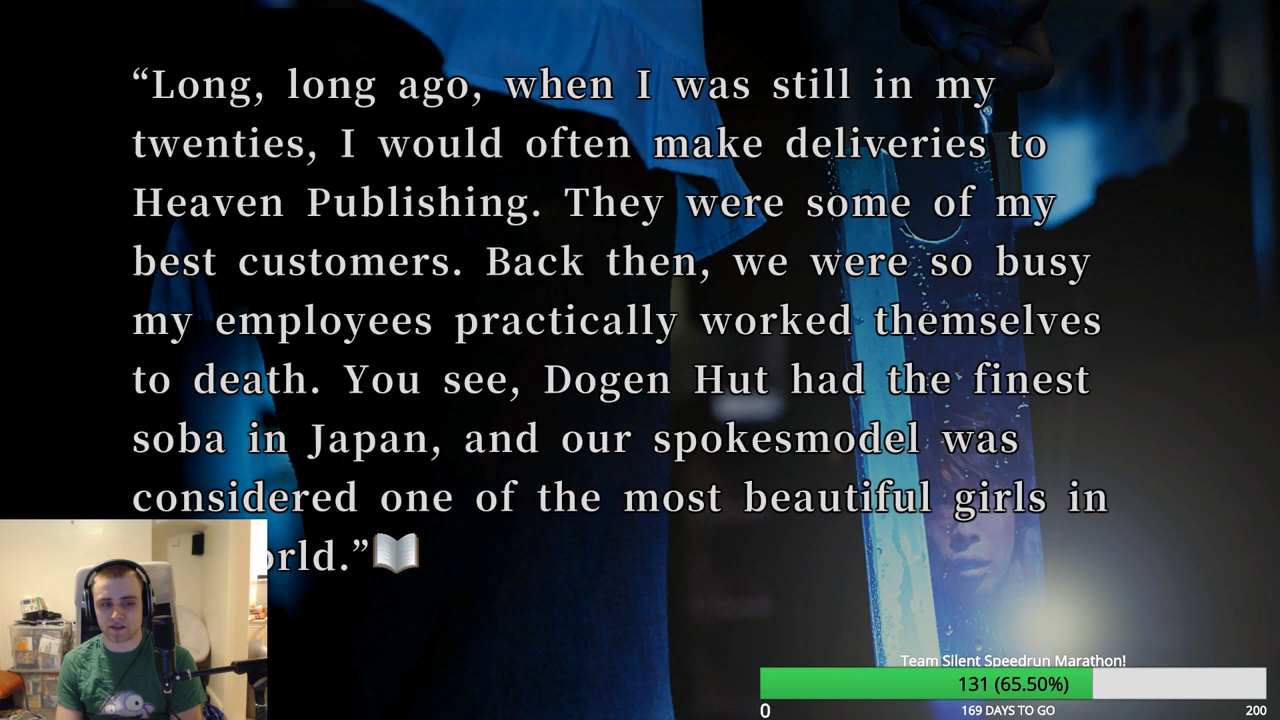 “Long, long ago, when I was still in my
twenties, I would often make deliveries to
Heaven Publishing. They were some of my
best customers. Back then, we were so busy
my employees practically worked themselves
to death. You see, Dogen Hut had the finest
soba in Japan, and our spokesmodel was
considered one of the most beautiful girls in
orld.”
Team Silent Speedrun Marathon!
131 (65.50%)
0 169 DAYS TO GO 200